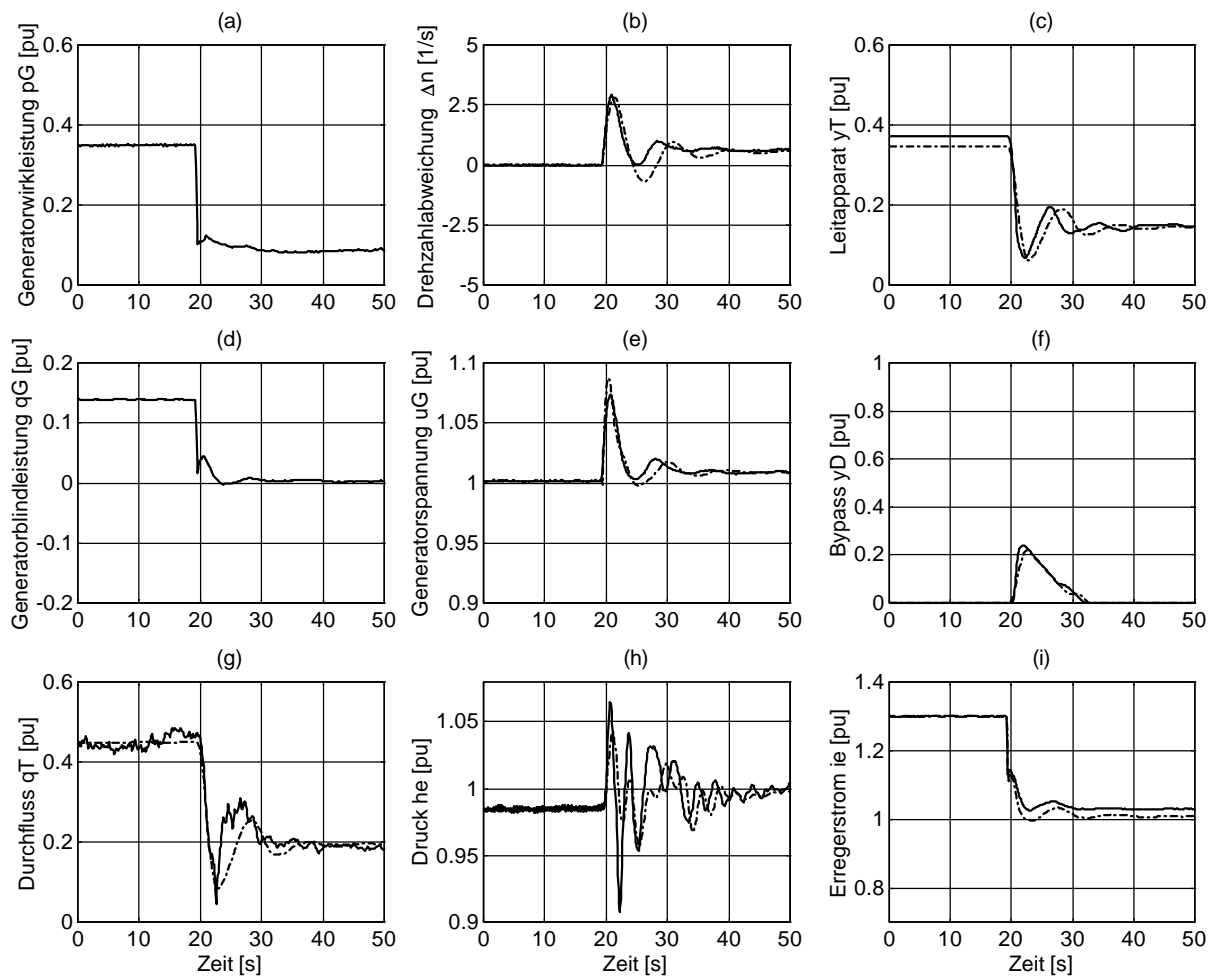 (a)
Generatorwirkleistung pG [pu]
0.6
0.4
0.2
0
0 10 20 30 40 50
(b)
Drehzahlabweichung Δn [1/s]
5
2.5
0
-2.5
-5
0 10 20 30 40 50
(c)
Leitapparat yT [pu]
0.6
0.4
0.2
0
0 10 20 30 40 50
(d)
Generatorblindleistung qG [pu]
0.2
0.1
0
-0.1
-0.2
0 10 20 30 40 50
(e)
Generatorspannung uG [pu]
1.1
1.05
1
0.95
0.9
0 10 20 30 40 50
(f)
Bypass yD [pu]
1
0.8
0.6
0.4
0.2
0
0 10 20 30 40 50
(g)
Durchfluss qT [pu]
0.6
0.4
0.2
0
0 10 20 30 40 50
Zeit [s]
(h)
Druck he [pu]
1.05
1
0.95
0.9
0 10 20 30 40 50
Zeit [s]
(i)
Erregerstrom ie [pu]
1.4
1.2
1
0.8
0 10 20 30 40 50
Zeit [s]